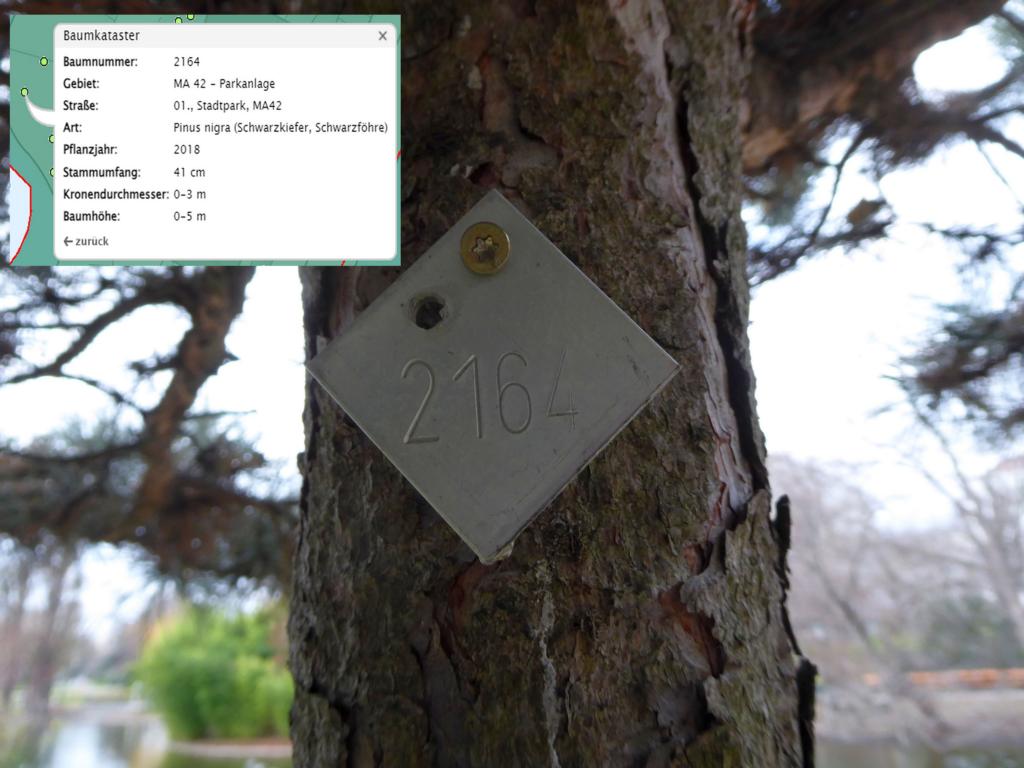 Baumkataster
Baumnummer: 2164
Gebiet: MA 42 - Parkanlage
Straße: 01., Stadtpark, MA42
Art: Pinus nigra (Schwarzkiefer, Schwarzföhre)
Pflanzjahr: 2018
Stammumfang: 41 cm
Kronendurchmesser: 0-3 m
Baumhöhe: 0-5 m
zurück
2164